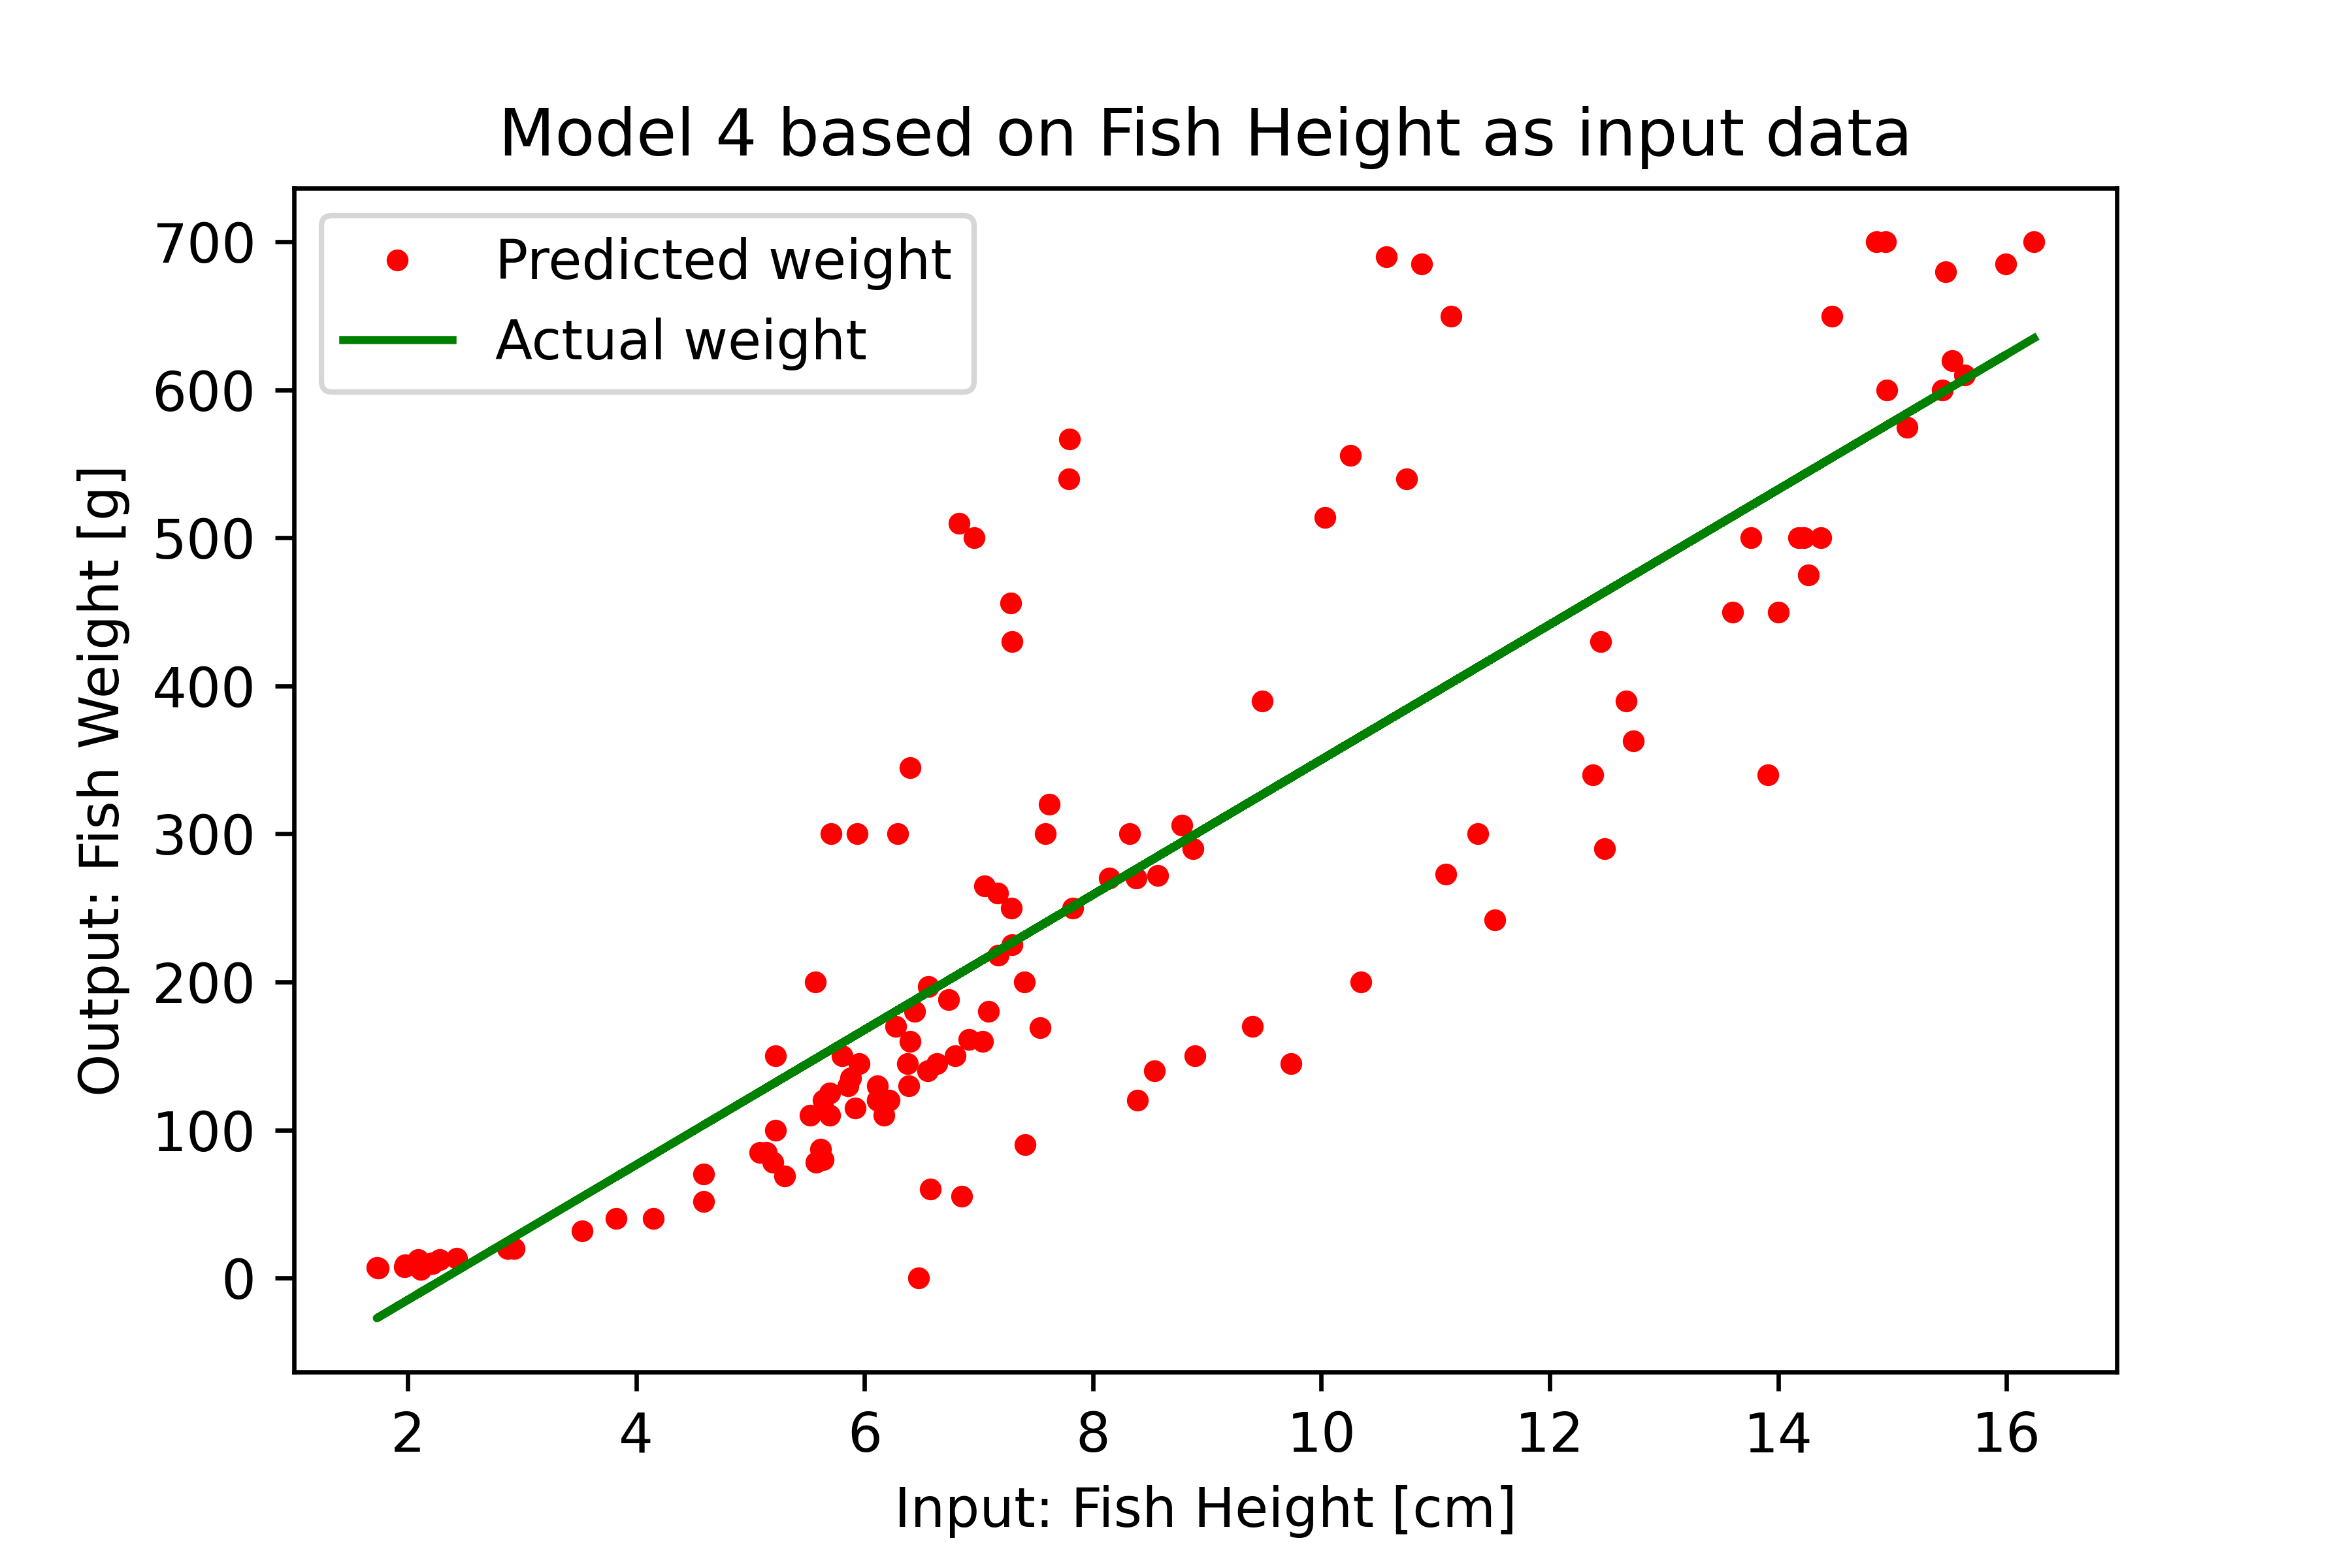 Model 4 based on Fish Height as input data
Predicted weight
Actual weight
700
600
500
400
300
200
100
0
Output: Fish Weight [g]
2 4 6 8 10 12 14 16
Input: Fish Height [cm]